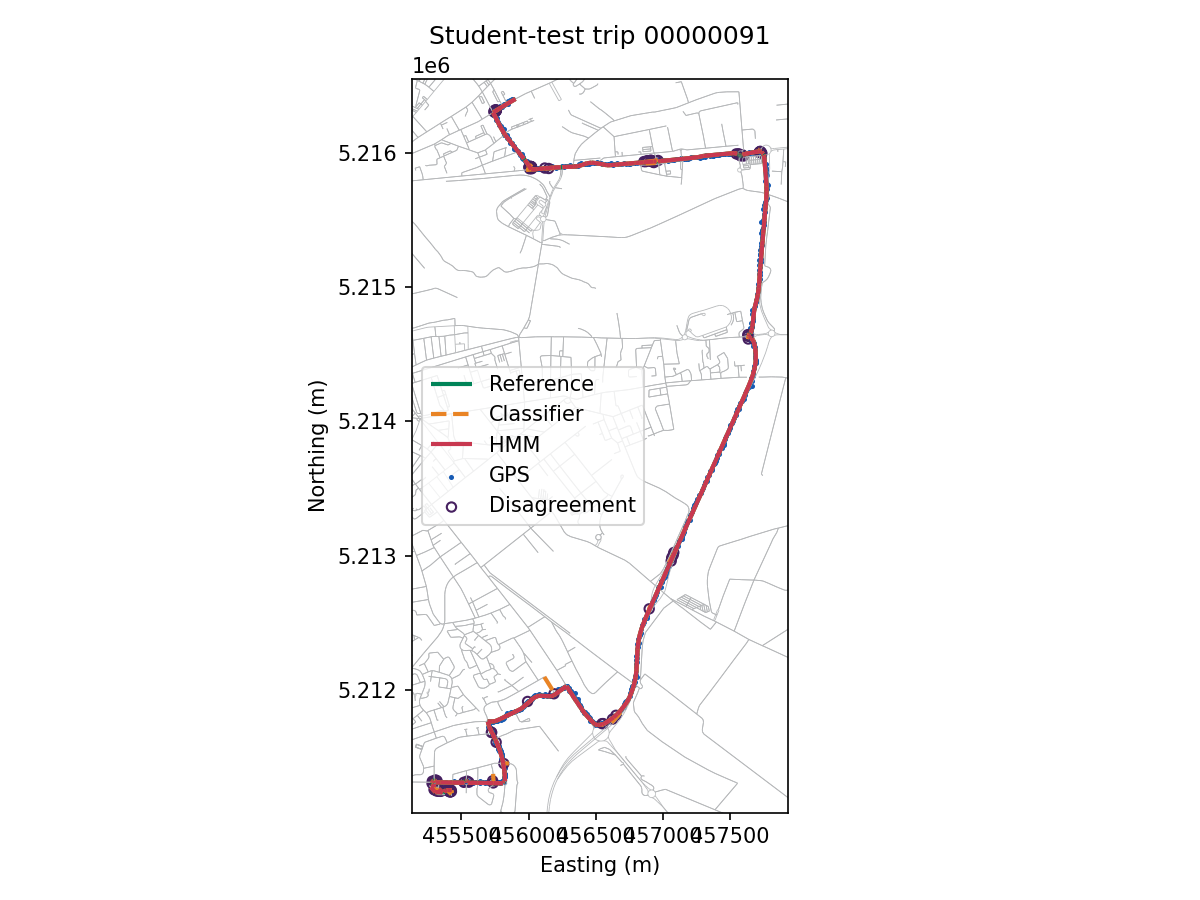 Student-test trip 00000091
1e6
5.216
5.215
5.214
5.213
5.212
Northing (m)
Reference
Classifier
HMM
GPS
Disagreement
455500 456000 456500 457000 457500
Easting (m)